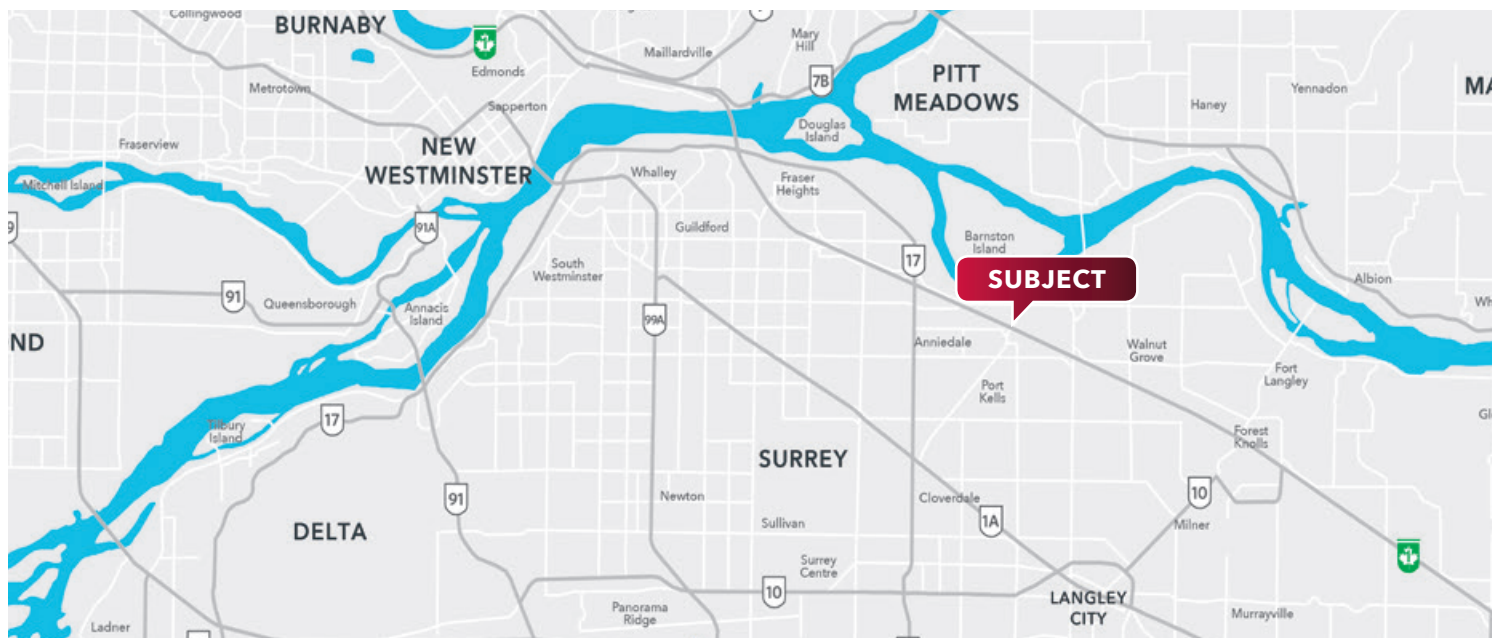 Collingwood
BURNABY
Maillardville
Mary
Hill
Edmonds
7B
PITT
MEADOWS
Yennadon
MA
Metrotown
Sapperton
Haney
Douglas
Island
Fraserview
NEW
WESTMINSTER
Whalley
Fraser
Heights
Mitchell Island
91A
Guildford
Barnston
Island
17
SUBJECT
South
Westminster
Albion
91
Queensborough
Annacis
Island
99A
Anniedale
Walnut
Grove
ND
Fort
Langley
Port
Kells
17
Tilbury
Island
Forest
Knolls
SURREY
91
Newton
Cloverdale
10
DELTA
Sullivan
1A
Milner
Surrey
Centre
10
LANGLEY
CITY
Panorama
Ridge
Murrayville
Ladner